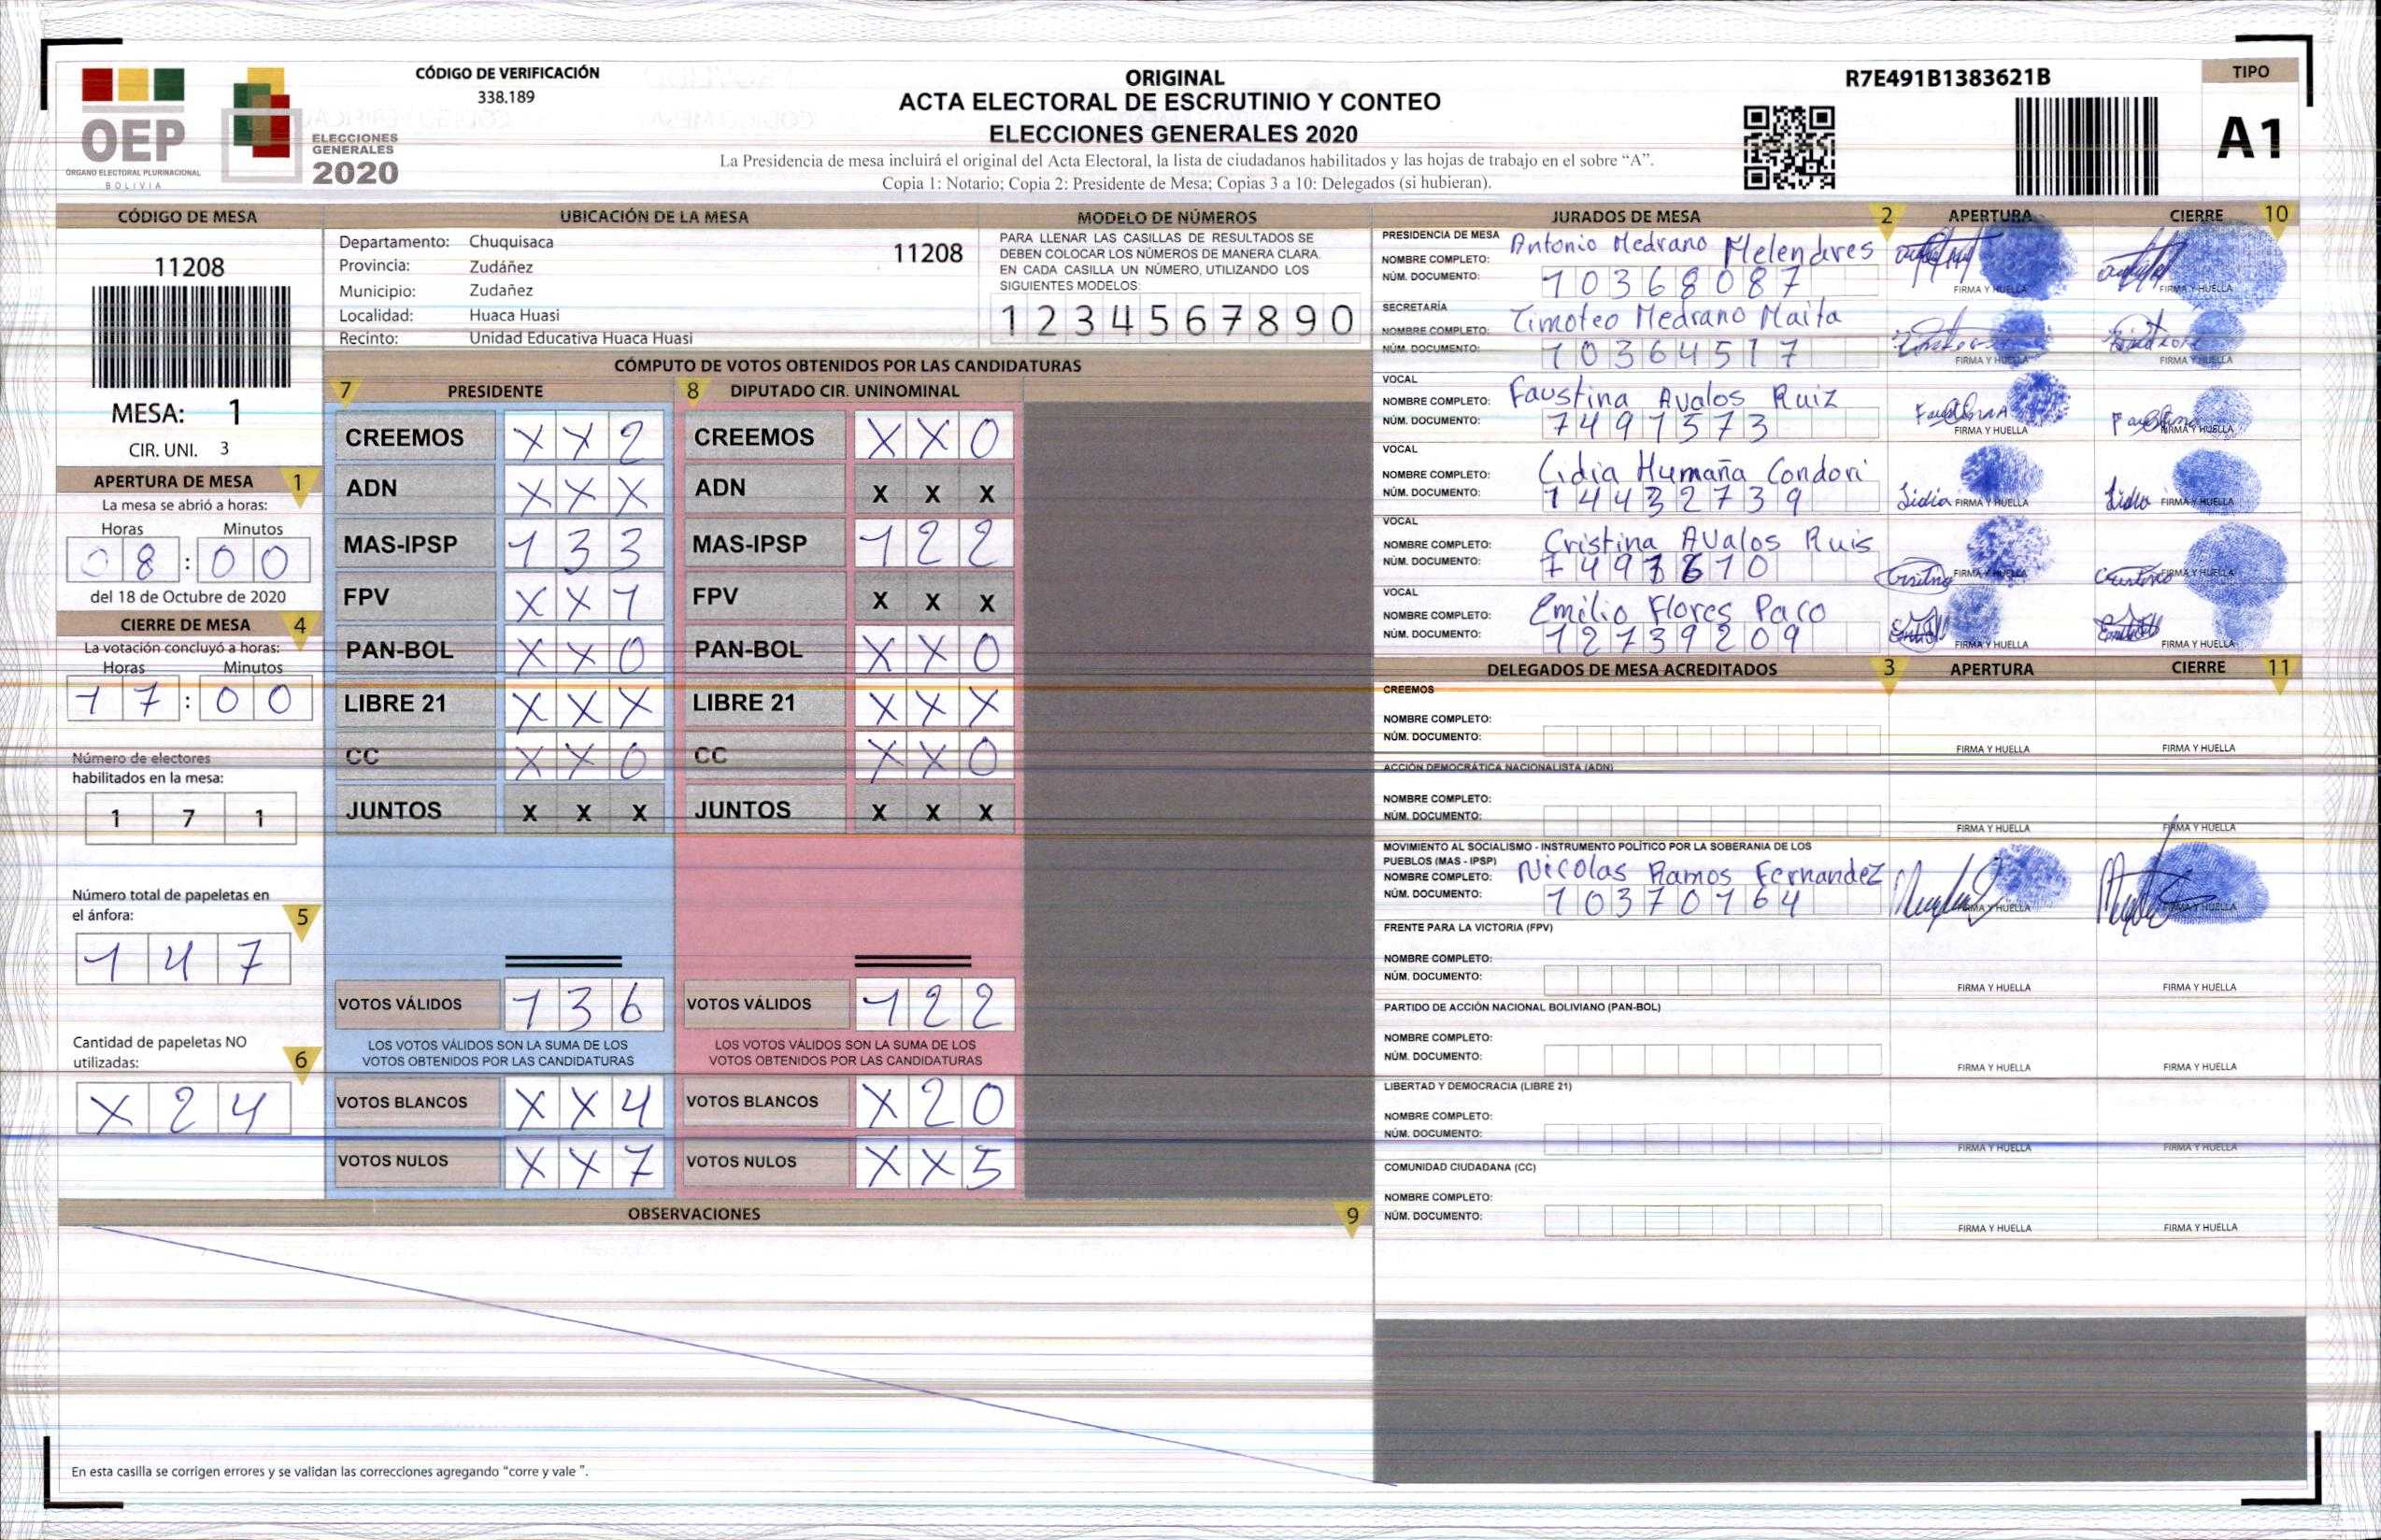 CÓDIGO DE VERIFICACIÓN
338.189
OEP
ÓRGANO ELECTORAL PLURINACIONAL
BOLIVIA
ELECCIONES
GENERALES
2020
ORIGINAL
ACTA ELECTORAL DE ESCRUTINIO Y CONTEO
ELECCIONES GENERALES 2020
La Presidencia de mesa incluirá el original del Acta Electoral, la lista de ciudadanos habilitados y las hojas de trabajo en el sobre “A”.
Copia 1: Notario; Copia 2: Presidente de Mesa; Copias 3 a 10: Delegados (si hubieran).
R7E491B1383621B
TIPO
A1
CÓDIGO DE MESA
11208
MESA: 1
CIR. UNI. 3
APERTURA DE MESA 1
La mesa se abrió a horas:
Horas Minutos
08:00
del 18 de Octubre de 2020
CIERRE DE MESA 4
La votación concluyó a horas:
Horas Minutos
17:00
Número de electores
habilitados en la mesa:
1 7 1
Número total de papeletas en
el ánfora: 5
1 4 7
Cantidad de papeletas NO
utilizadas: 6
X 2 4
UBICACIÓN DE LA MESA
Departamento: Chuquisaca 11208
Provincia: Zudáñez
Municipio: Zudañez
Localidad: Huaca Huasi
Recinto: Unidad Educativa Huaca Huasi
MODELO DE NÚMEROS
PARA LLENAR LAS CASILLAS DE RESULTADOS SE
DEBEN COLOCAR LOS NÚMEROS DE MANERA CLARA.
EN CADA CASILLA UN NÚMERO, UTILIZANDO LOS
SIGUIENTES MODELOS:
1 2 3 4 5 6 7 8 9 0
CÓMPUTO DE VOTOS OBTENIDOS POR LAS CANDIDATURAS
7 PRESIDENTE 8 DIPUTADO CIR. UNINOMINAL
CREEMOS X X 2 CREEMOS X X 0
ADN X X X ADN X X X
MAS-IPSP 1 3 3 MAS-IPSP 1 2 2
FPV X X 1 FPV X X X
PAN-BOL X X 0 PAN-BOL X X 0
LIBRE 21 X X X LIBRE 21 X X X
CC X X 0 CC X X 0
JUNTOS X X X JUNTOS X X X
VOTOS VÁLIDOS 1 3 6 VOTOS VÁLIDOS 1 2 2
LOS VOTOS VÁLIDOS SON LA SUMA DE LOS LOS VOTOS VÁLIDOS SON LA SUMA DE LOS
VOTOS OBTENIDOS POR LAS CANDIDATURAS VOTOS OBTENIDOS POR LAS CANDIDATURAS
VOTOS BLANCOS X X 4 VOTOS BLANCOS X 2 0
VOTOS NULOS X X 7 VOTOS NULOS X X 5
OBSERVACIONES 9
En esta casilla se corrigen errores y se validan las correcciones agregando “corre y vale ”.
JURADOS DE MESA 2 APERTURA CIERRE 10
PRESIDENCIA DE MESA
NOMBRE COMPLETO: Antonio Medrano Melendres
NÚM. DOCUMENTO: 10368087
FIRMA Y HUELLA FIRMA Y HUELLA
SECRETARÍA
NOMBRE COMPLETO: Timoteo Medrano Maita
NÚM. DOCUMENTO: 10364517
FIRMA Y HUELLA FIRMA Y HUELLA
VOCAL
NOMBRE COMPLETO: Faustina Avalos Ruiz
NÚM. DOCUMENTO: 7491573
FIRMA Y HUELLA FIRMA Y HUELLA
VOCAL
NOMBRE COMPLETO: Lidia Humaña Condori
NÚM. DOCUMENTO: 14432739
Lidia FIRMA Y HUELLA Lidia FIRMA Y HUELLA
VOCAL
NOMBRE COMPLETO: Cristina Avalos Ruis
NÚM. DOCUMENTO:
FIRMA Y HUELLA FIRMA Y HUELLA
VOCAL
NOMBRE COMPLETO: Emilio Flores Paco
NÚM. DOCUMENTO: 12739209
FIRMA Y HUELLA FIRMA Y HUELLA
DELEGADOS DE MESA ACREDITADOS 3 APERTURA CIERRE 11
CREEMOS
NOMBRE COMPLETO:
NÚM. DOCUMENTO:
FIRMA Y HUELLA FIRMA Y HUELLA
ACCIÓN DEMOCRÁTICA NACIONALISTA (ADN)
NOMBRE COMPLETO:
NÚM. DOCUMENTO:
FIRMA Y HUELLA FIRMA Y HUELLA
MOVIMIENTO AL SOCIALISMO - INSTRUMENTO POLÍTICO POR LA SOBERANIA DE LOS
PUEBLOS (MAS - IPSP)
NOMBRE COMPLETO: Nicolas Ramos Fernandez
NÚM. DOCUMENTO: 10370164
FIRMA Y HUELLA FIRMA Y HUELLA
FRENTE PARA LA VICTORIA (FPV)
NOMBRE COMPLETO:
NÚM. DOCUMENTO:
FIRMA Y HUELLA FIRMA Y HUELLA
PARTIDO DE ACCIÓN NACIONAL BOLIVIANO (PAN-BOL)
NOMBRE COMPLETO:
NÚM. DOCUMENTO:
FIRMA Y HUELLA FIRMA Y HUELLA
LIBERTAD Y DEMOCRACIA (LIBRE 21)
NOMBRE COMPLETO:
NÚM. DOCUMENTO:
FIRMA Y HUELLA FIRMA Y HUELLA
COMUNIDAD CIUDADANA (CC)
NOMBRE COMPLETO:
NÚM. DOCUMENTO:
FIRMA Y HUELLA FIRMA Y HUELLA